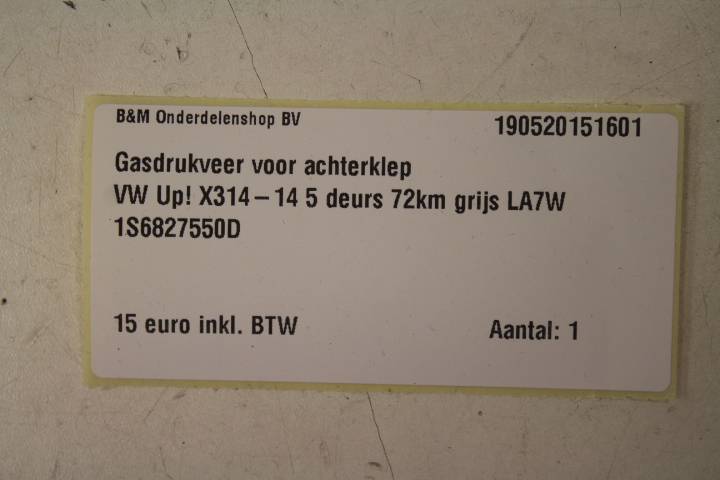 B&M Onderdelenshop BV 190520151601
Gasdrukveer voor achterklep
VW Up! X314-14 5 deurs 72km grijs LA7W
1S6827550D
15 euro inkl. BTW Aantal: 1